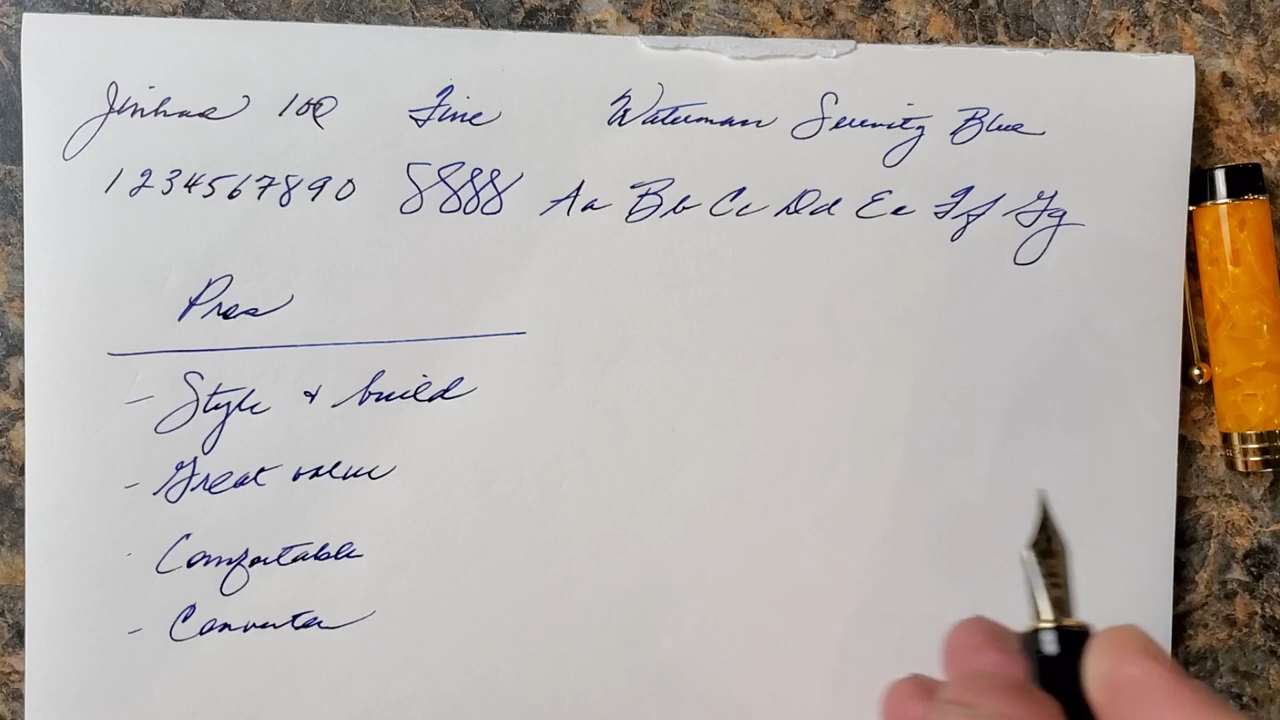 Jinhao 100 Fine Waterman Serenity Blue
1234567890 8888 Aa Bb Cc Dd Ee Ff Gg
Pros
- Style & build
- Great value
- Comfortable
- Converter